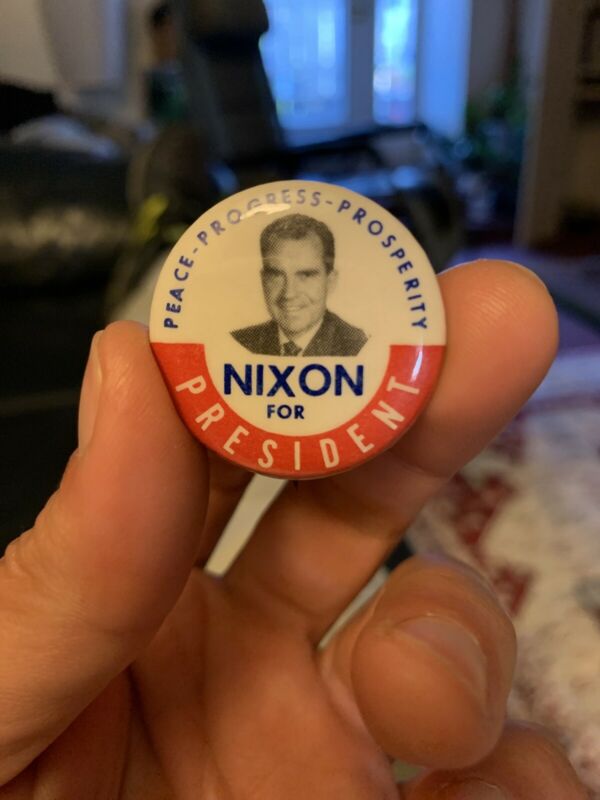 PEACE-PROGRESS-PROSPERITY
NIXON
FOR
PRESIDENT